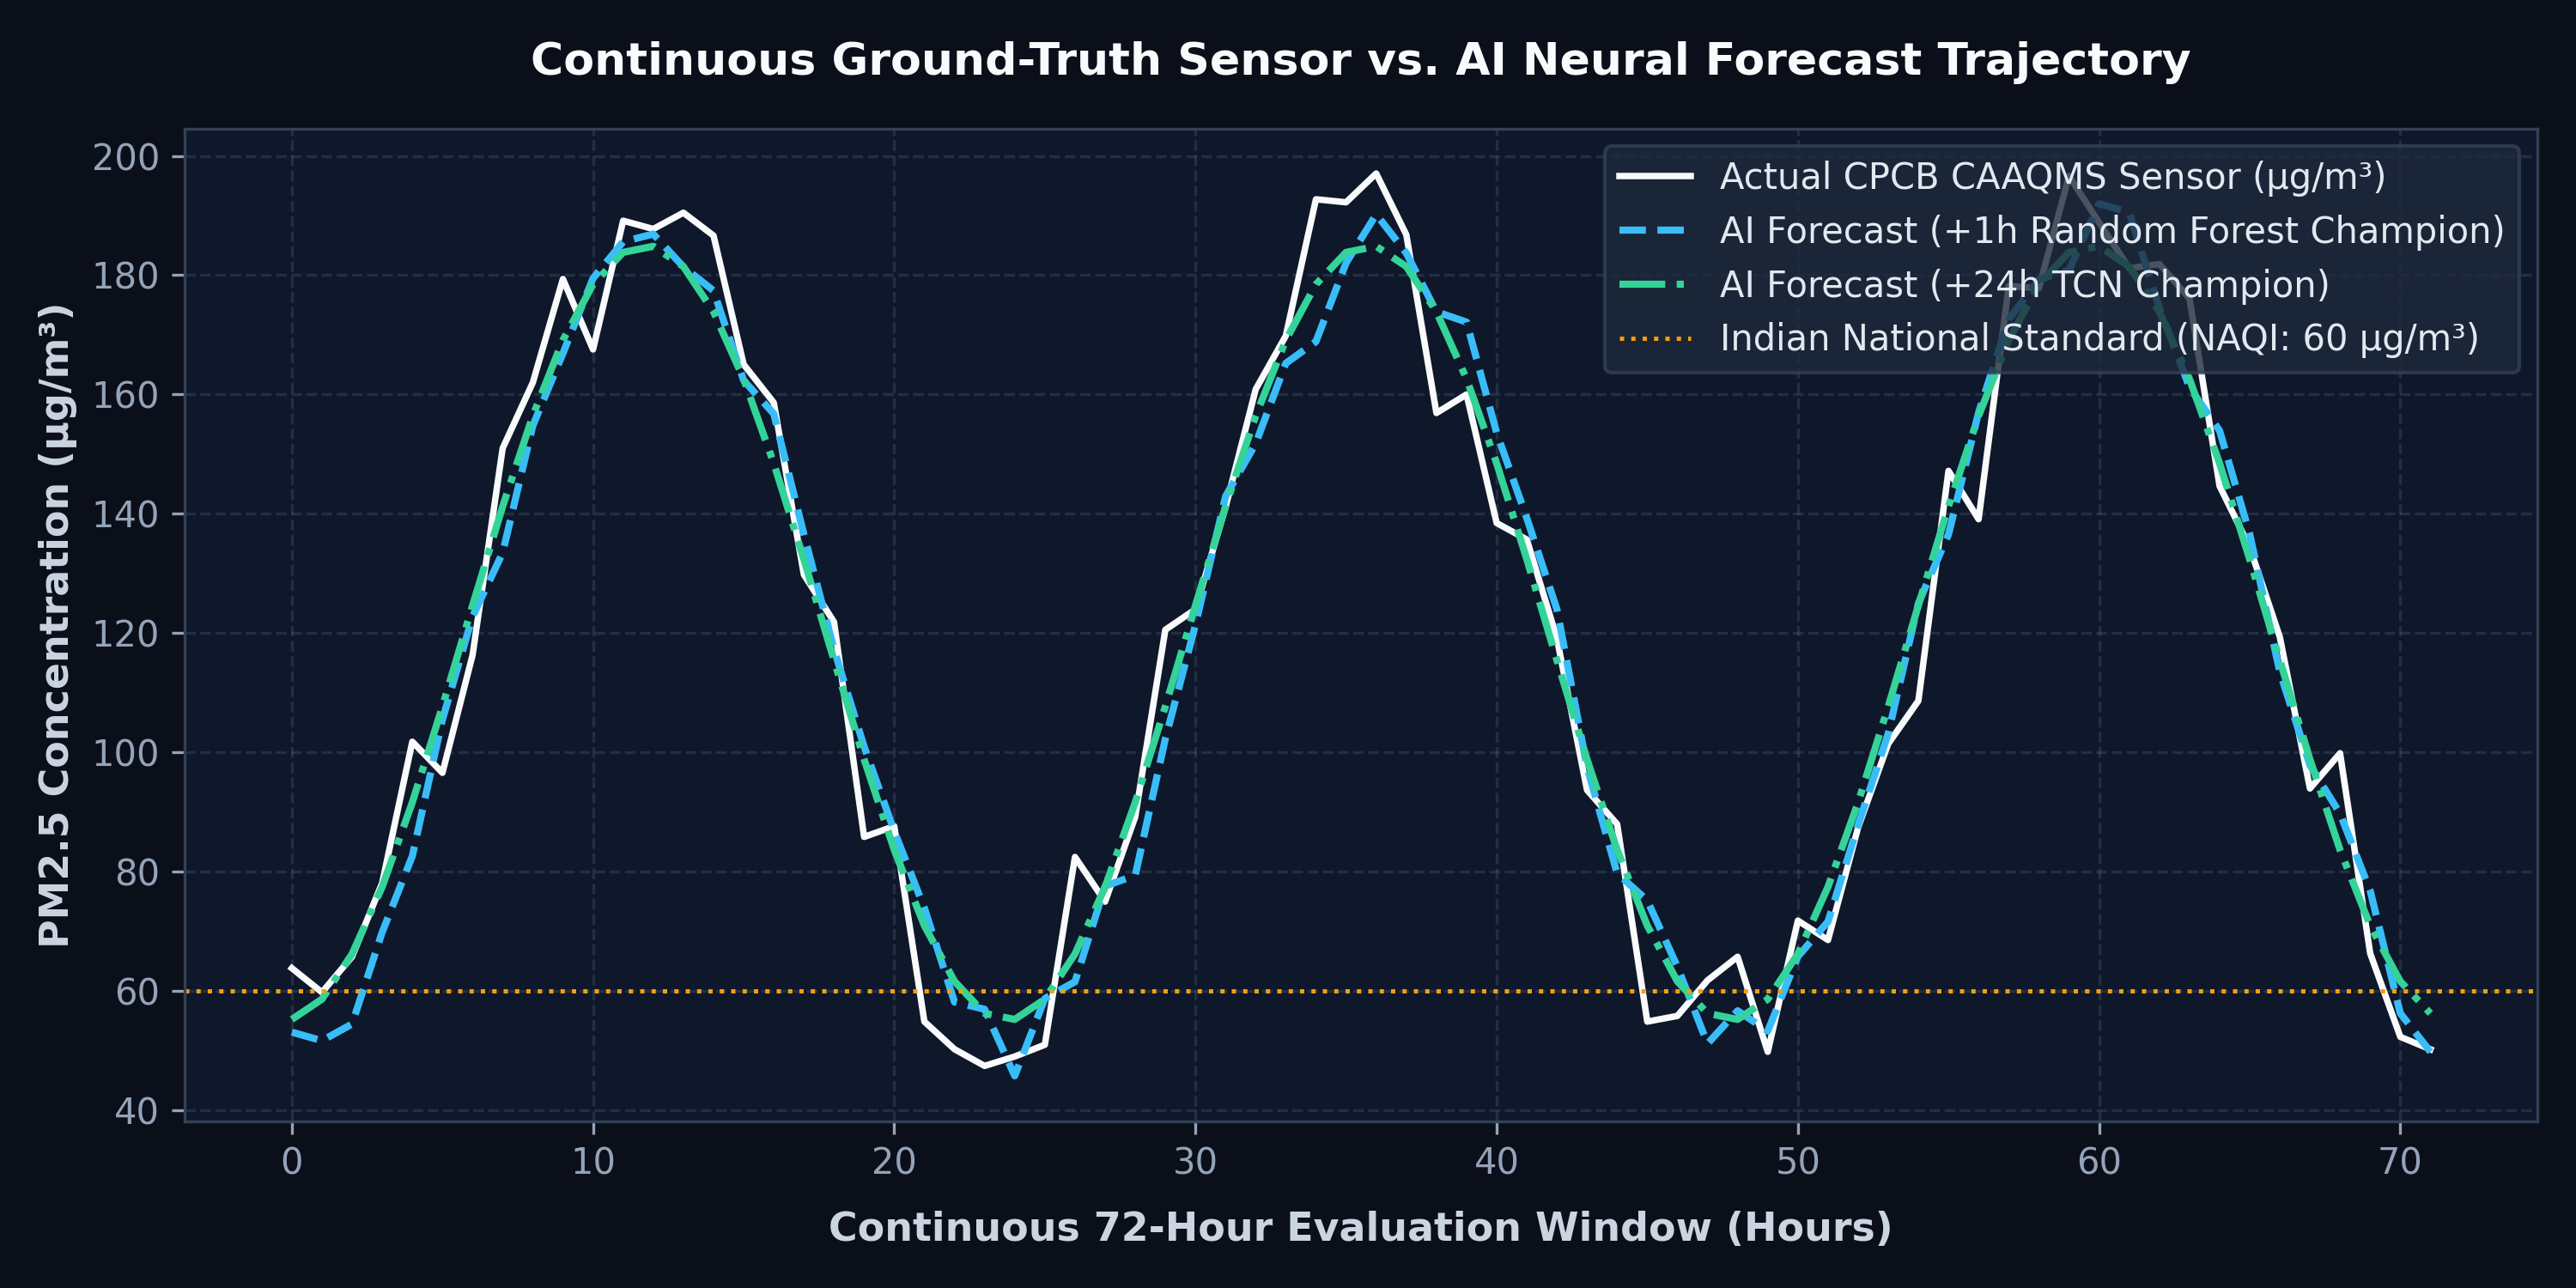 Continuous Ground-Truth Sensor vs. AI Neural Forecast Trajectory
PM2.5 Concentration (µg/m³)
200
180
160
140
120
100
80
60
40
Actual CPCB CAAQMS Sensor (µg/m³)
AI Forecast (+1h Random Forest Champion)
AI Forecast (+24h TCN Champion)
Indian National Standard (NAQI: 60 µg/m³)
0 10 20 30 40 50 60 70
Continuous 72-Hour Evaluation Window (Hours)